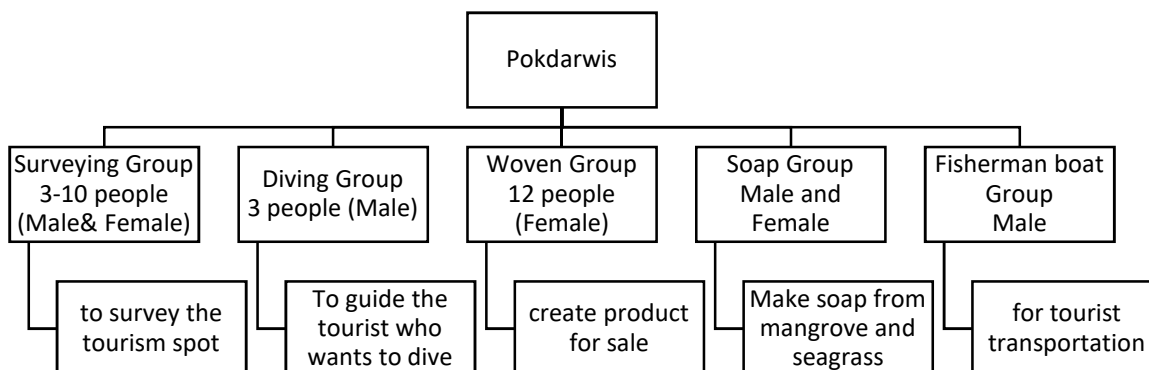 Pokdarwis
Surveying Group
3-10 people
(Male& Female)
Diving Group
3 people (Male)
Woven Group
12 people
(Female)
Soap Group
Male and
Female
Fisherman boat
Group
Male
to survey the
tourism spot
To guide the
tourist who
wants to dive
create product
for sale
Make soap from
mangrove and
seagrass
for tourist
transportation